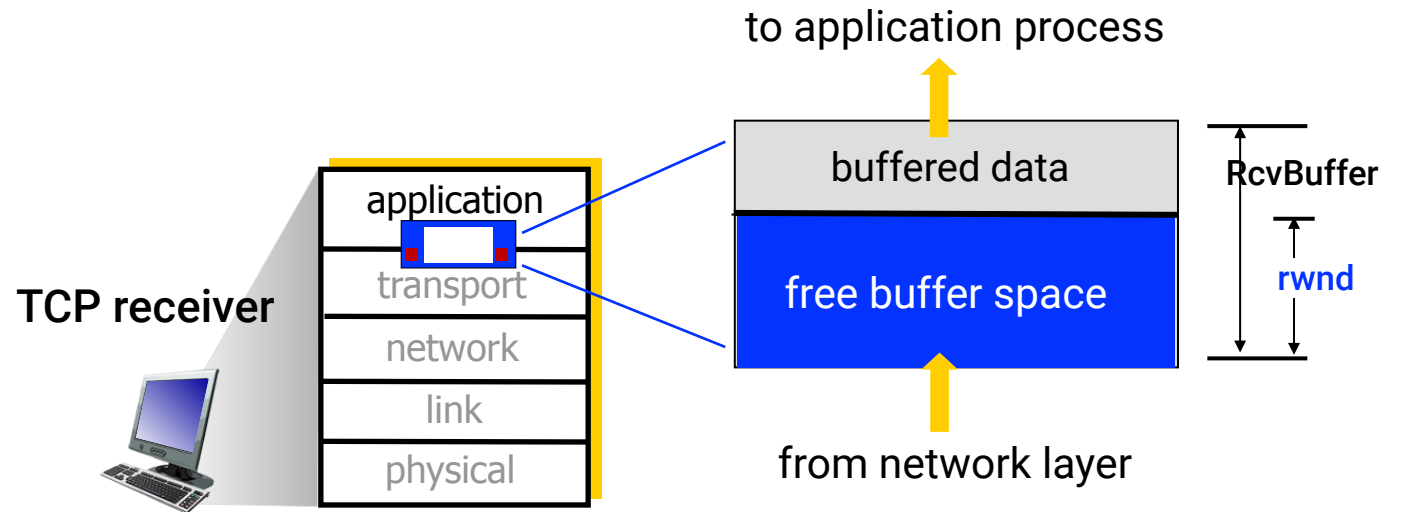 to application process
buffered data
RcvBuffer
rwnd
free buffer space
from network layer
TCP receiver
application
transport
network
link
physical